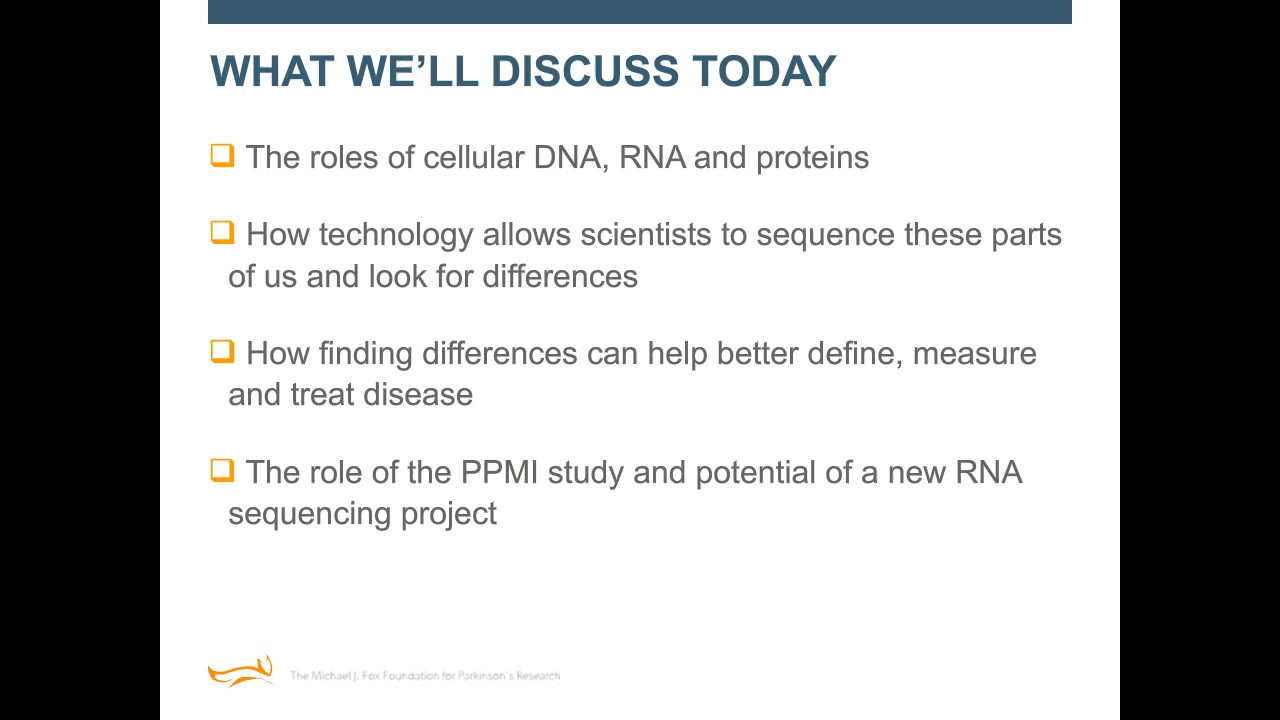 WHAT WE’LL DISCUSS TODAY
The roles of cellular DNA, RNA and proteins
How technology allows scientists to sequence these parts
of us and look for differences
How finding differences can help better define, measure
and treat disease
The role of the PPMI study and potential of a new RNA
sequencing project
The Michael J. Fox Foundation for Parkinson's Research